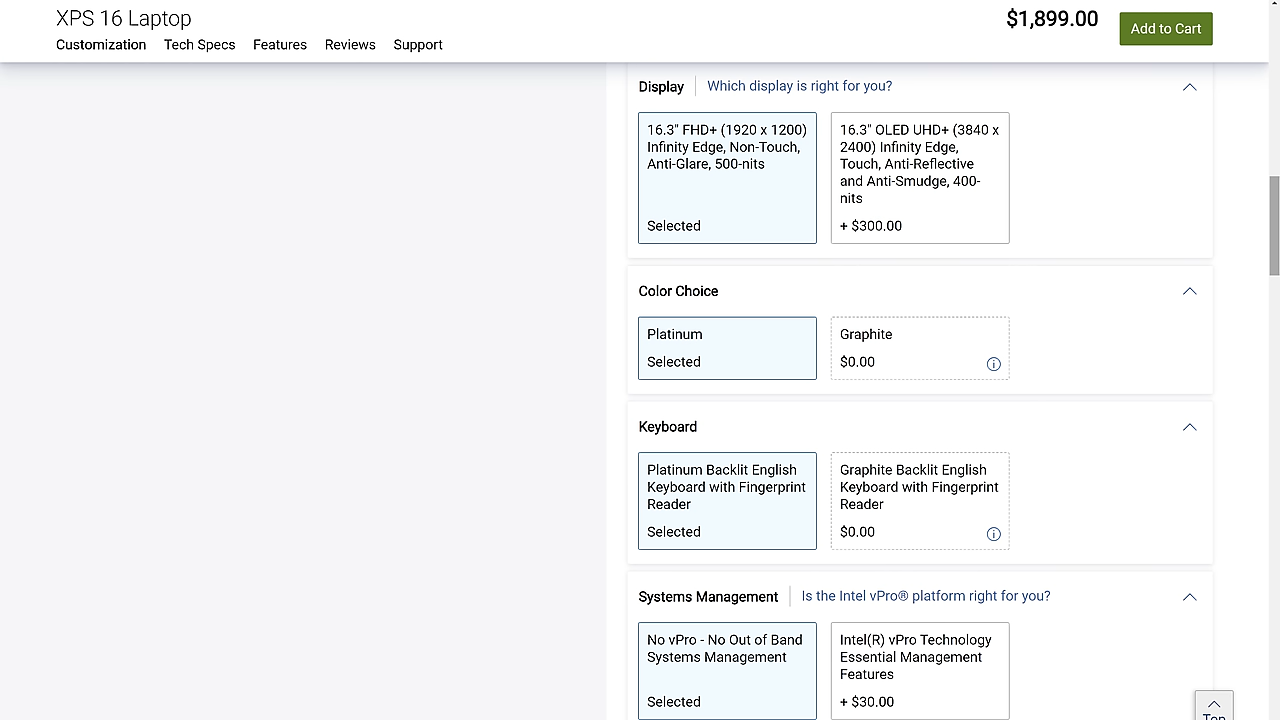 XPS 16 Laptop
$1,899.00
Add to Cart
Customization
Tech Specs
Features
Reviews
Support
Display
Which display is right for you?
16.3" FHD+ (1920 x 1200)
Infinity Edge, Non-Touch,
Anti-Glare, 500-nits
Selected
16.3" OLED UHD+ (3840 x
2400) Infinity Edge,
Touch, Anti-Reflective
and Anti-Smudge, 400-
nits
+ $300.00
Color Choice
Platinum
Selected
Graphite
$0.00
Keyboard
Platinum Backlit English
Keyboard with Fingerprint
Reader
Selected
Graphite Backlit English
Keyboard with Fingerprint
Reader
$0.00
Systems Management
Is the Intel vPro® platform right for you?
No vPro - No Out of Band
Systems Management
Selected
Intel(R) vPro Technology
Essential Management
Features
+ $30.00
Top